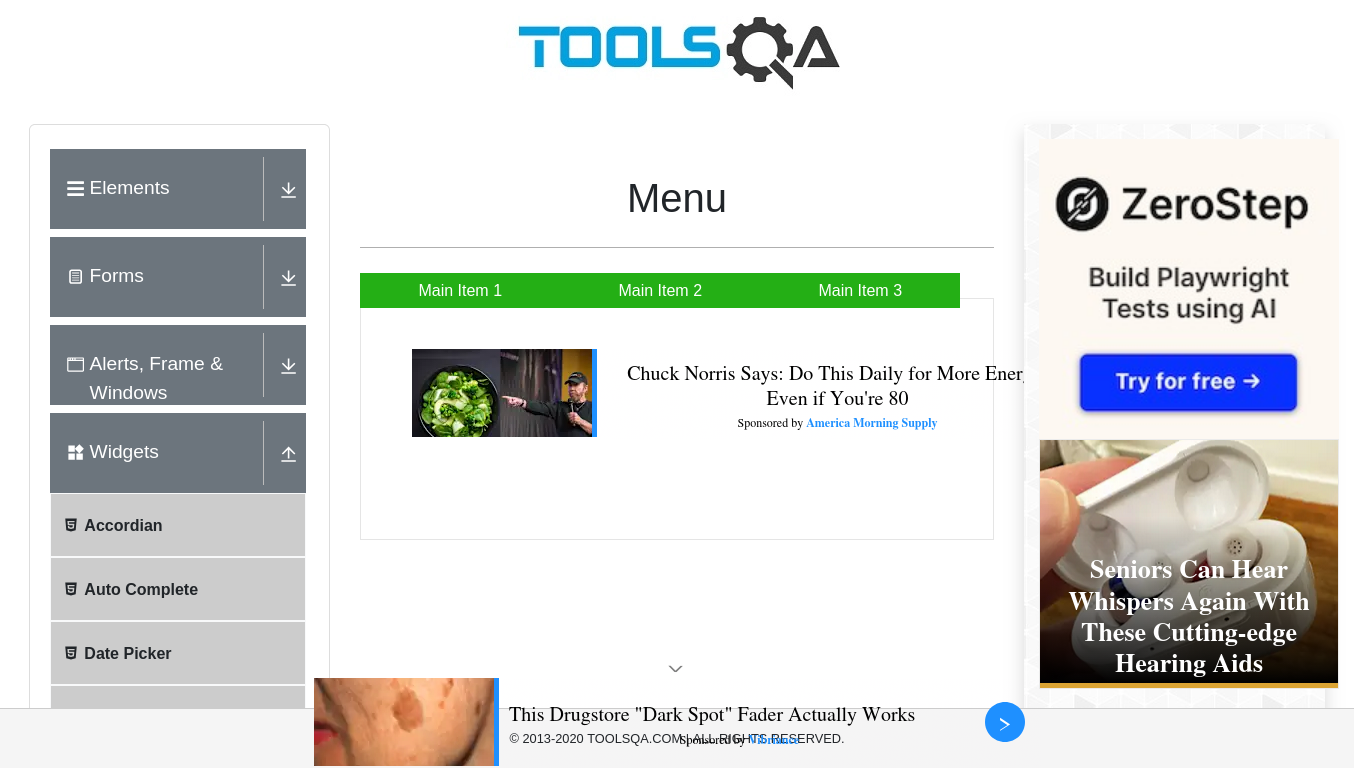 TOOLSQA
Elements
Forms
Alerts, Frame &
Windows
Widgets
Accordian
Auto Complete
Date Picker
Menu
Main Item 1
Main Item 2
Main Item 3
Chuck Norris Says: Do This Daily for More
Even if You're 80
Sponsored by America Morning Supply
ZeroStep
Build Playwright
Tests using AI
Try for free →
Seniors Can Hear
Whispers Again With
These Cutting-edge
Hearing Aids
This Drugstore "Dark Spot" Fader Actually Works
Sponsored by Vibriance
© 2013-2020 TOOLSQA.COM | ALL RIGHTS RESERVED.